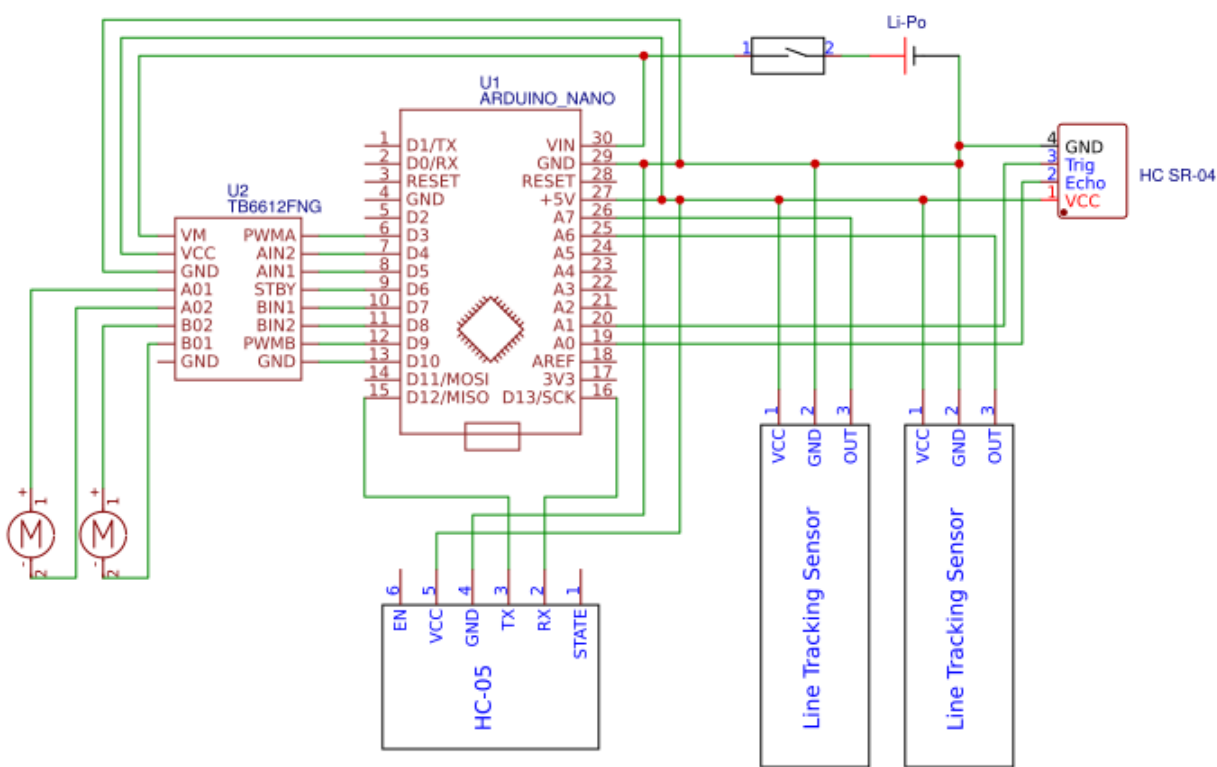 Li-Po
1
2
U1
ARDUINO_NANO
1 D1/TX VIN 30
2 D0/RX GND 29
3 RESET RESET 28
4 GND +5V 27
5 D2 A7 26
6 D3 A6 25
7 D4 A5 24
8 D5 A4 23
9 D6 A3 22
10 D7 A2 21
11 D8 A1 20
12 D9 A0 19
13 D10 AREF 18
14 D11/MOSI 3V3 17
15 D12/MISO D13/SCK 16
4 GND
3 Trig
2 Echo
1 VCC
HC SR-04
U2
TB6612FNG
VM PWMA
VCC AIN2
GND AIN1
A01 STBY
A02 BIN1
B02 BIN2
B01 PWMB
GND GND
+ 1
M
- 2
+ 1
M
- 2
6 EN
5 VCC
4 GND
3 TX
2 RX
1 STATE
HC-05
1 VCC
2 GND
3 OUT
Line Tracking Sensor
1 VCC
2 GND
3 OUT
Line Tracking Sensor